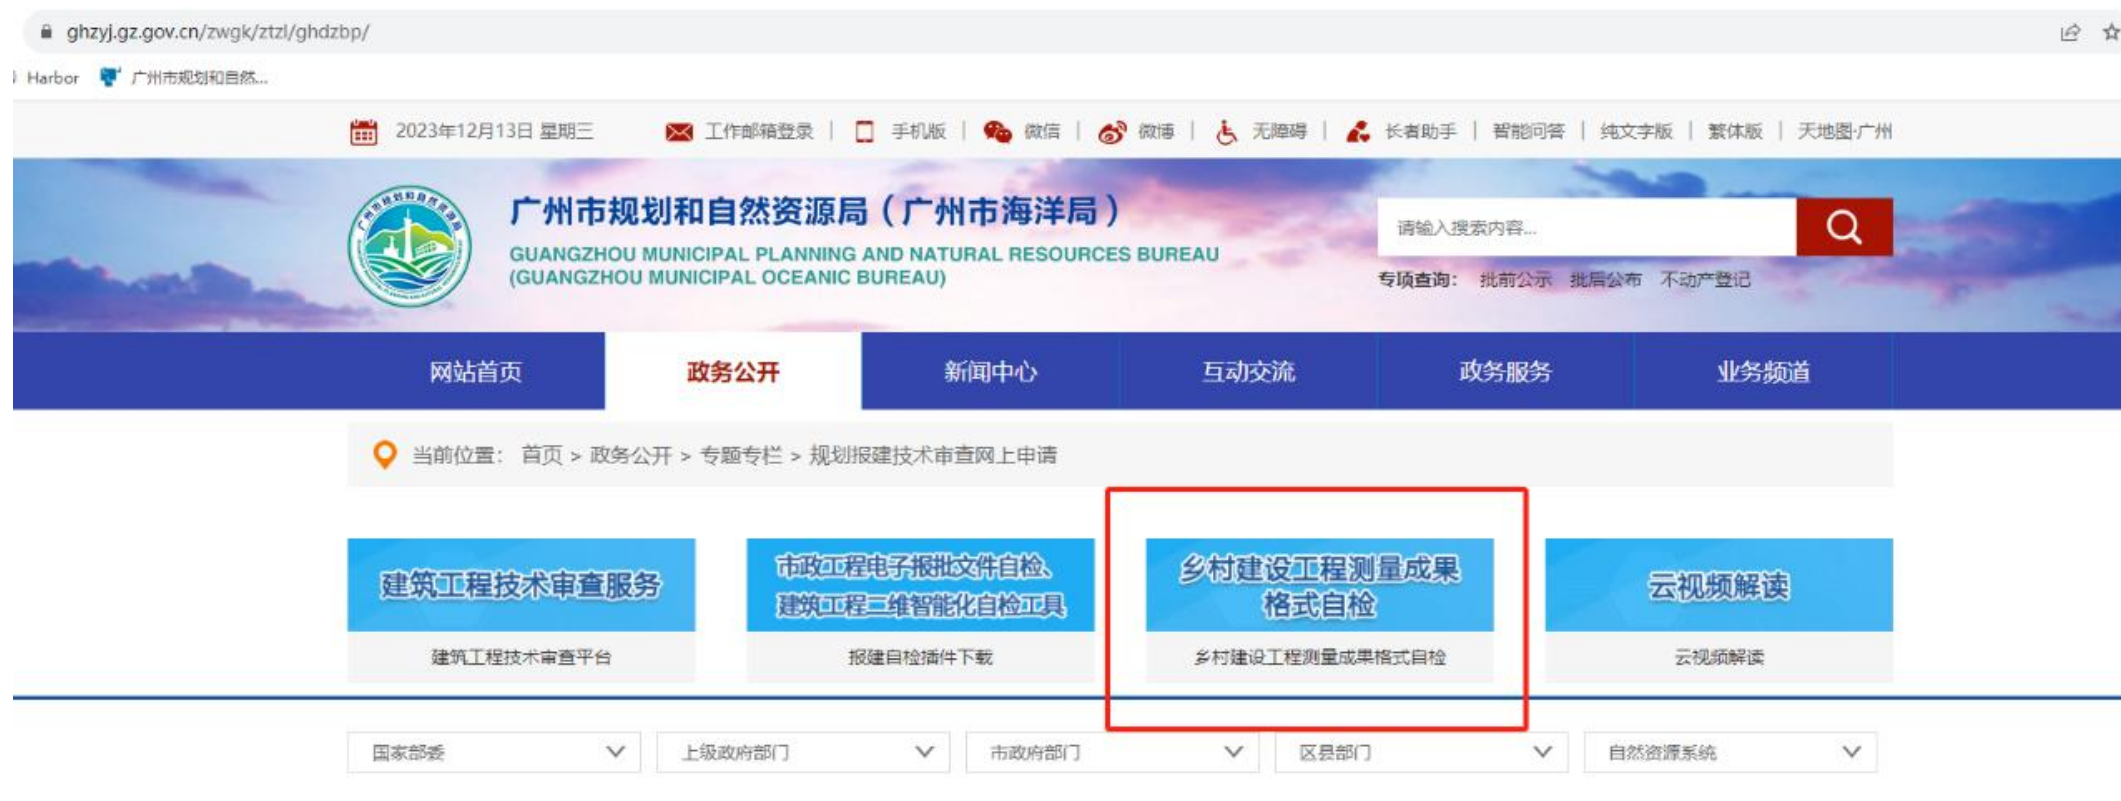 ghzyj.gz.gov.cn/zwgk/ztzl/ghdzbp/
Harbor 广州市规划和自然...
2023年12月13日 星期三 工作邮箱登录 | 手机版 | 微信 | 微博 | 无障碍 | 长者助手 | 智能问答 | 纯文字版 | 繁体版 | 天地图·广州
广州市规划和自然资源局（广州市海洋局）
GUANGZHOU MUNICIPAL PLANNING AND NATURAL RESOURCES BUREAU
(GUANGZHOU MUNICIPAL OCEANIC BUREAU)
请输入搜索内容...
专项查询： 批前公示 批后公布 不动产登记
网站首页 政务公开 新闻中心 互动交流 政务服务 业务频道
当前位置： 首页 > 政务公开 > 专题专栏 > 规划报建技术审查网上申请
建筑工程技术审查服务
建筑工程技术审查平台
市政工程电子报批文件自检、
建筑工程二维智能化自检工具
报建自检插件下载
乡村建设工程测量成果
格式自检
乡村建设工程测量成果格式自检
云视频解读
云视频解读
国家部委 上级政府部门 市政府部门 区县部门 自然资源系统